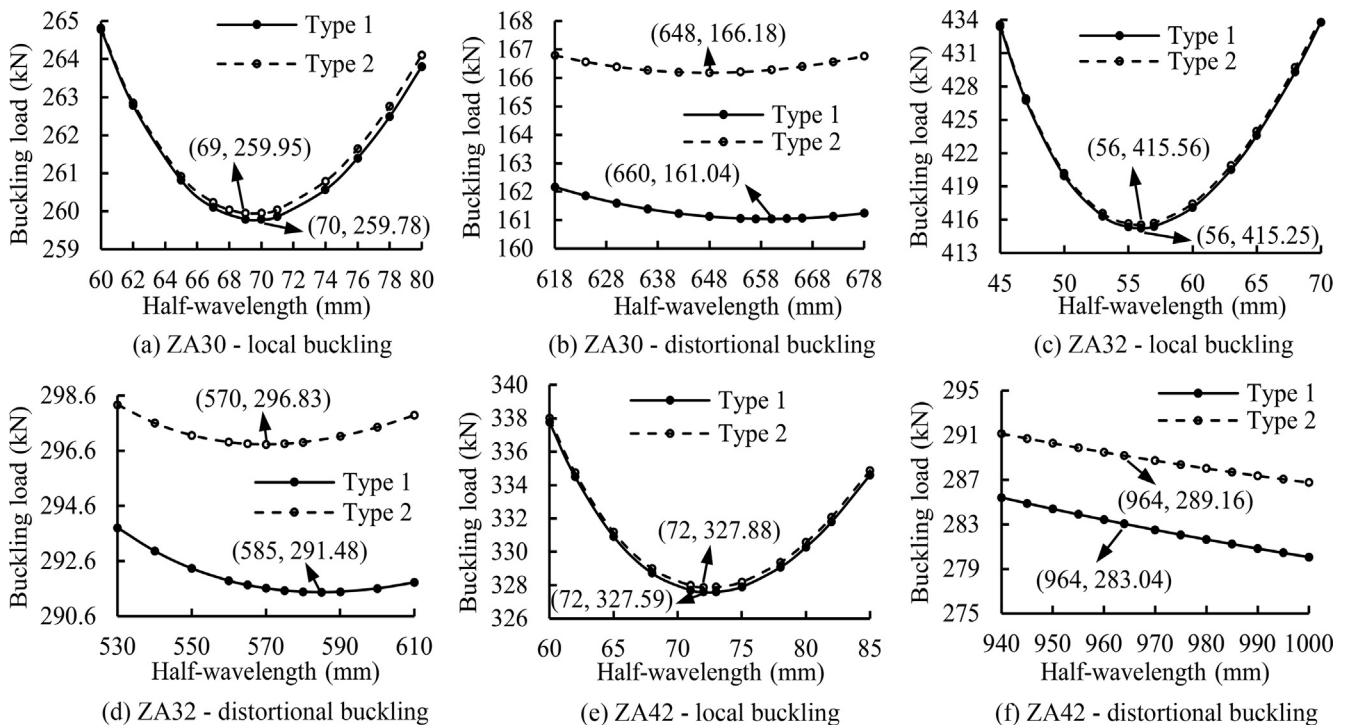 Buckling load (kN)
265
264
263
262
261
260
259
Type 1
Type 2
(69, 259.95)
(70, 259.78)
60 62 64 66 68 70 72 74 76 78 80
Half-wavelength (mm)
(a) ZA30 - local buckling
Buckling load (kN)
168
167
166
165
164
163
162
161
160
(648, 166.18)
Type 1
Type 2
(660, 161.04)
618 628 638 648 658 668 678
Half-wavelength (mm)
(b) ZA30 - distortional buckling
Buckling load (kN)
434
431
428
425
422
419
416
413
Type 1
Type 2
(56, 415.56)
(56, 415.25)
45 50 55 60 65 70
Half-wavelength (mm)
(c) ZA32 - local buckling
Buckling load (kN)
298.6
296.6
294.6
292.6
290.6
(570, 296.83)
Type 1
Type 2
(585, 291.48)
530 550 570 590 610
Half-wavelength (mm)
(d) ZA32 - distortional buckling
Buckling load (kN)
340
338
336
334
332
330
328
326
Type 1
Type 2
(72, 327.88)
(72, 327.59)
60 65 70 75 80 85
Half-wavelength (mm)
(e) ZA42 - local buckling
Buckling load (kN)
295
291
287
283
279
275
Type 1
Type 2
(964, 289.16)
(964, 283.04)
940 950 960 970 980 990 1000
Half-wavelength (mm)
(f) ZA42 - distortional buckling